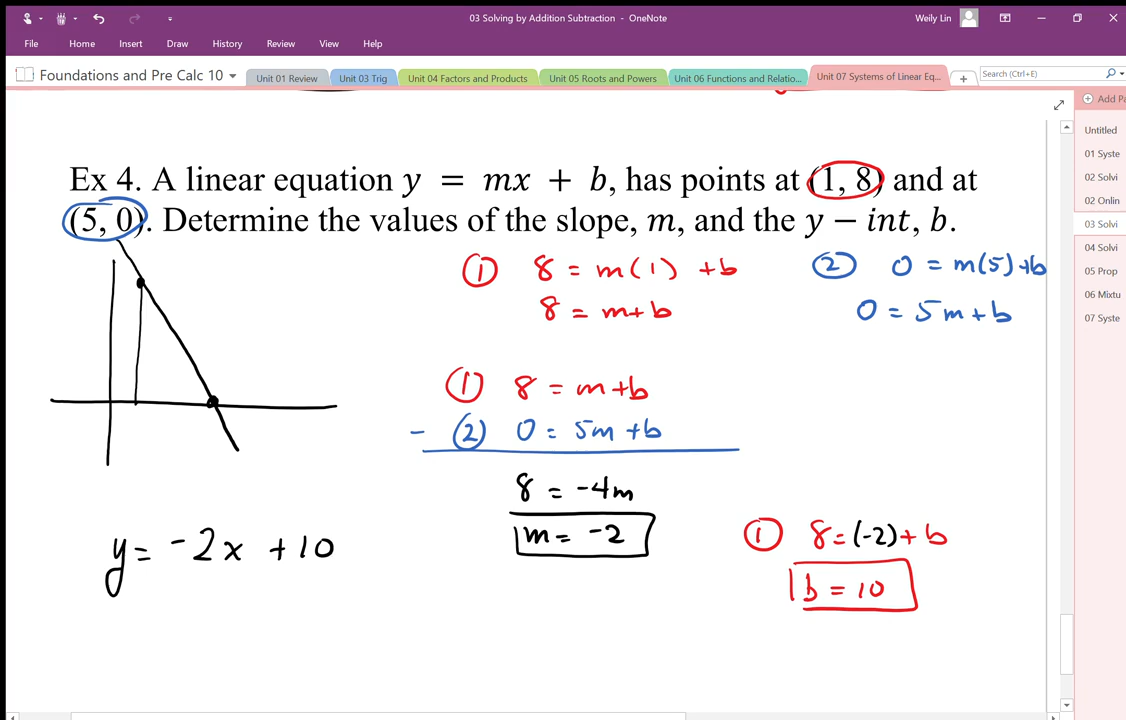 03 Solving by Addition Subtraction - OneNote
Weily Lin
File Home Insert Draw History Review View Help
Foundations and Pre Calc 10
Unit 01 Review
Unit 03 Trig
Unit 04 Factors and Products
Unit 05 Roots and Powers
Unit 06 Functions and Relatio...
Unit 07 Systems of Linear Eq...
+
Search (Ctrl+E)
Add Pa
Untitled
01 Syste
02 Solvi
02 Onlin
03 Solvi
04 Solvi
05 Prop
06 Mixtu
07 Syste
Ex 4. A linear equation y = mx + b, has points at (1, 8) and at
(5, 0). Determine the values of the slope, m, and the y − int, b.
① 8 = m(1) + b
8 = m+b
② 0 = m(5)+b
0 = 5m+b
① 8 = m+b
- ② 0 = 5m+b
8 = -4m
m = -2
① 8=(-2)+b
b = 10
y= -2x +10